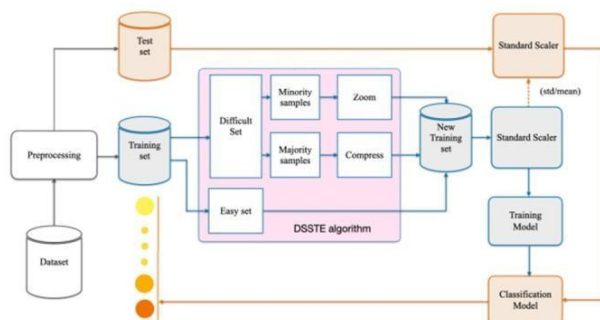 Test
set
Standard Scaler
(std/mean)
Difficult
Set
Minority
samples
Zoom
Majority
samples
Compress
New
Training
set
Standard Scaler
Preprocessing
Training
set
Easy set
DSSTE algorithm
Training
Model
Dataset
Classification
Model